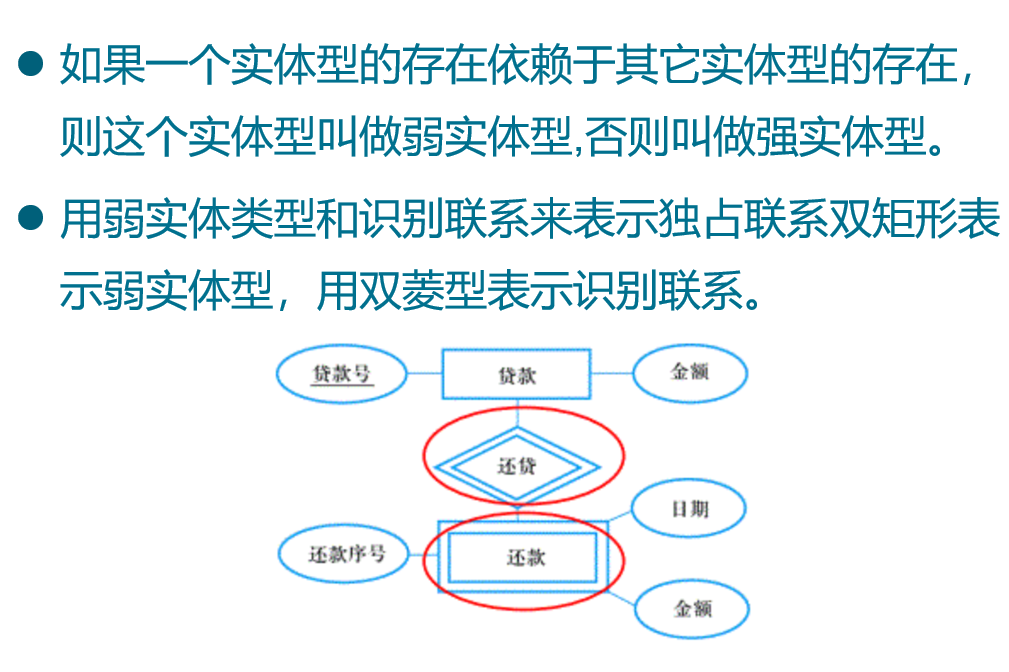 如果一个实体型的存在依赖于其它实体型的存在，
则这个实体型叫做弱实体型,否则叫做强实体型。
用弱实体类型和识别联系来表示独占联系双矩形表
示弱实体型，用双菱型表示识别联系。
贷款号
贷款
金额
还贷
日期
还款序号
还款
金额